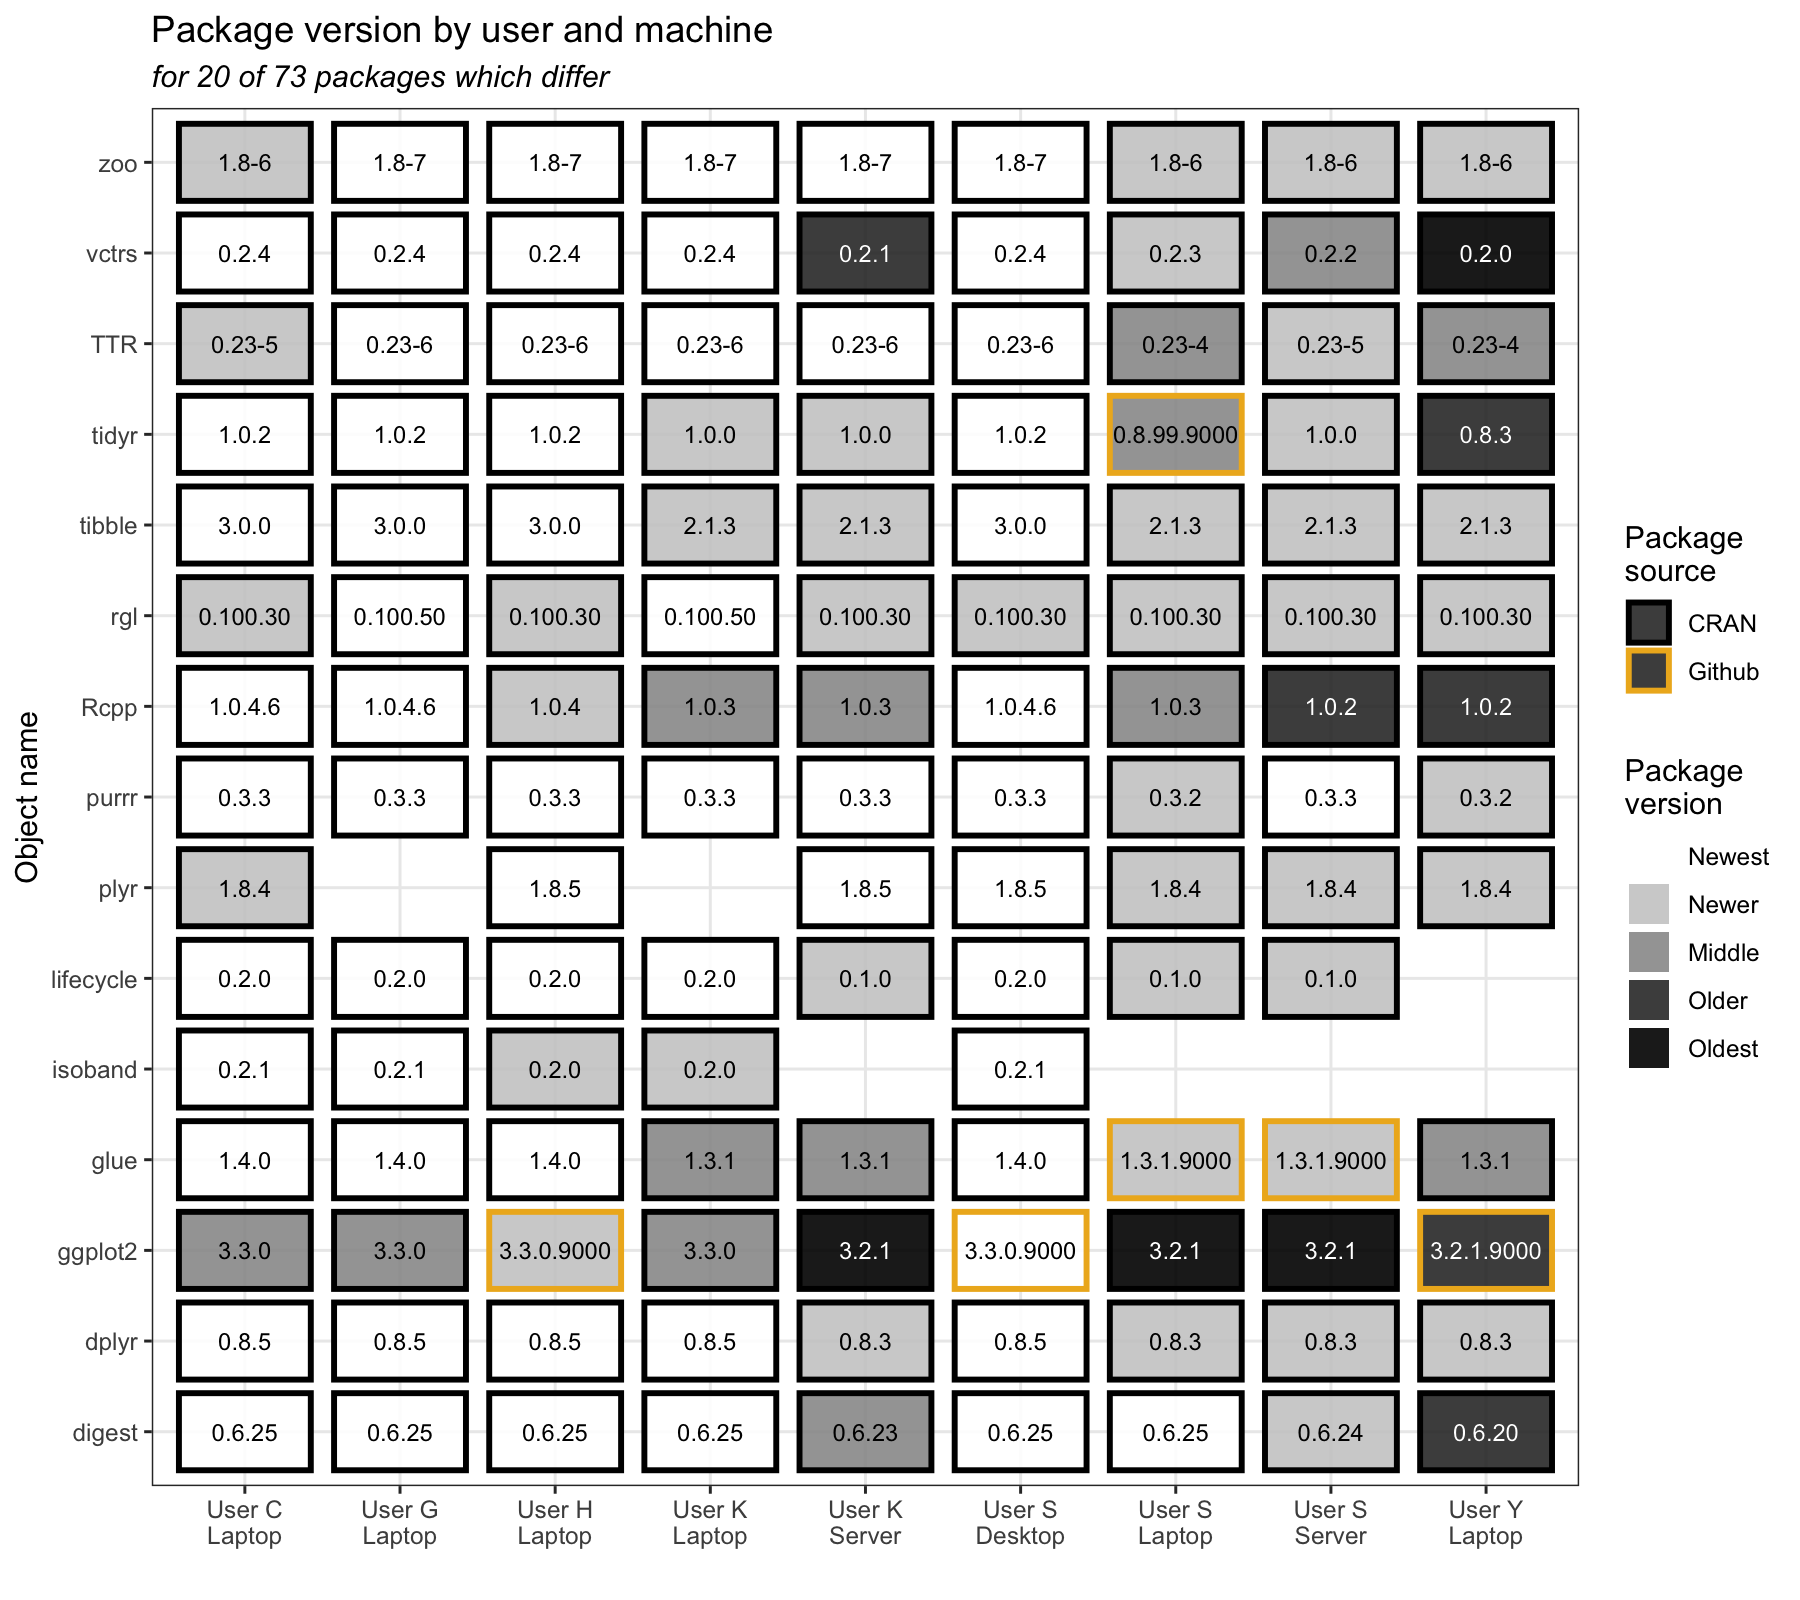 Package version by user and machine
for 20 of 73 packages which differ
Object name
zoo 1.8-6 1.8-7 1.8-7 1.8-7 1.8-7 1.8-7 1.8-6 1.8-6 1.8-6
vctrs 0.2.4 0.2.4 0.2.4 0.2.4 0.2.1 0.2.4 0.2.3 0.2.2 0.2.0
TTR 0.23-5 0.23-6 0.23-6 0.23-6 0.23-6 0.23-6 0.23-4 0.23-5 0.23-4
tidyr 1.0.2 1.0.2 1.0.2 1.0.0 1.0.0 1.0.2 0.8.99.9000 1.0.0 0.8.3
tibble 3.0.0 3.0.0 3.0.0 2.1.3 2.1.3 3.0.0 2.1.3 2.1.3 2.1.3
rgl 0.100.30 0.100.50 0.100.30 0.100.50 0.100.30 0.100.30 0.100.30 0.100.30 0.100.30
Rcpp 1.0.4.6 1.0.4.6 1.0.4 1.0.3 1.0.3 1.0.4.6 1.0.3 1.0.2 1.0.2
purrr 0.3.3 0.3.3 0.3.3 0.3.3 0.3.3 0.3.3 0.3.2 0.3.3 0.3.2
plyr 1.8.4 1.8.5 1.8.5 1.8.5 1.8.4 1.8.4 1.8.4
lifecycle 0.2.0 0.2.0 0.2.0 0.2.0 0.1.0 0.2.0 0.1.0 0.1.0
isoband 0.2.1 0.2.1 0.2.0 0.2.0 0.2.1
glue 1.4.0 1.4.0 1.4.0 1.3.1 1.3.1 1.4.0 1.3.1.9000 1.3.1.9000 1.3.1
ggplot2 3.3.0 3.3.0 3.3.0.9000 3.3.0 3.2.1 3.3.0.9000 3.2.1 3.2.1 3.2.1.9000
dplyr 0.8.5 0.8.5 0.8.5 0.8.5 0.8.3 0.8.5 0.8.3 0.8.3 0.8.3
digest 0.6.25 0.6.25 0.6.25 0.6.25 0.6.23 0.6.25 0.6.25 0.6.24 0.6.20
User C User G User H User K User K User S User S User S User Y
Laptop Laptop Laptop Laptop Server Desktop Laptop Server Laptop
Package
source
CRAN
Github
Package
version
Newest
Newer
Middle
Older
Oldest